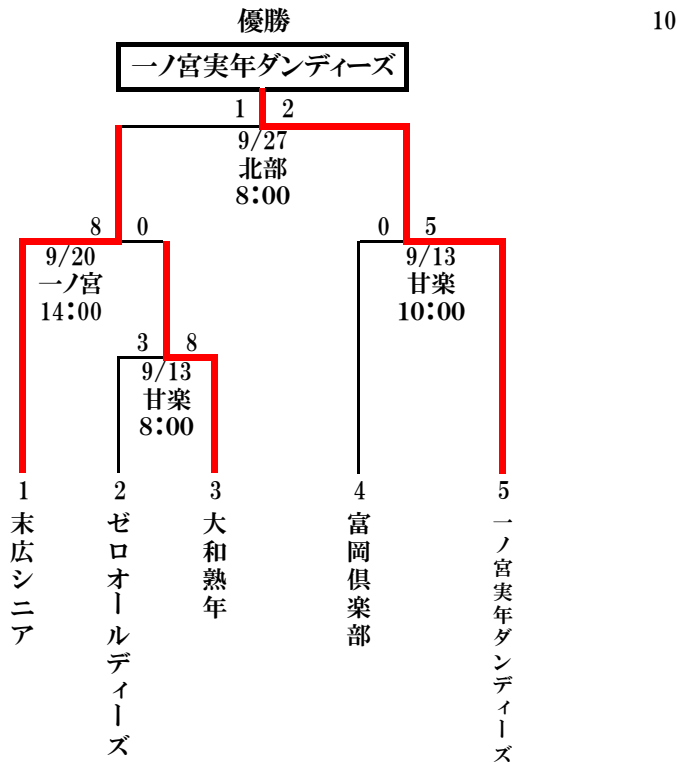 優勝
10
一ノ宮実年ダンディーズ
1 2
9/27
北部
8:00
8 0
9/20
一ノ宮
14:00
0 5
9/13
甘楽
10:00
3 8
9/13
甘楽
8:00
1
末広シニア
2
ゼロオールディーズ
3
大和熟年
4
富岡倶楽部
5
一ノ宮実年ダンディーズ